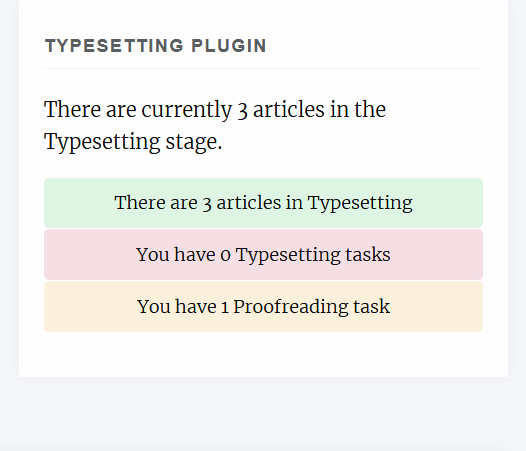 TYPESETTING PLUGIN
There are currently 3 articles in the
Typesetting stage.
There are 3 articles in Typesetting
You have 0 Typesetting tasks
You have 1 Proofreading task